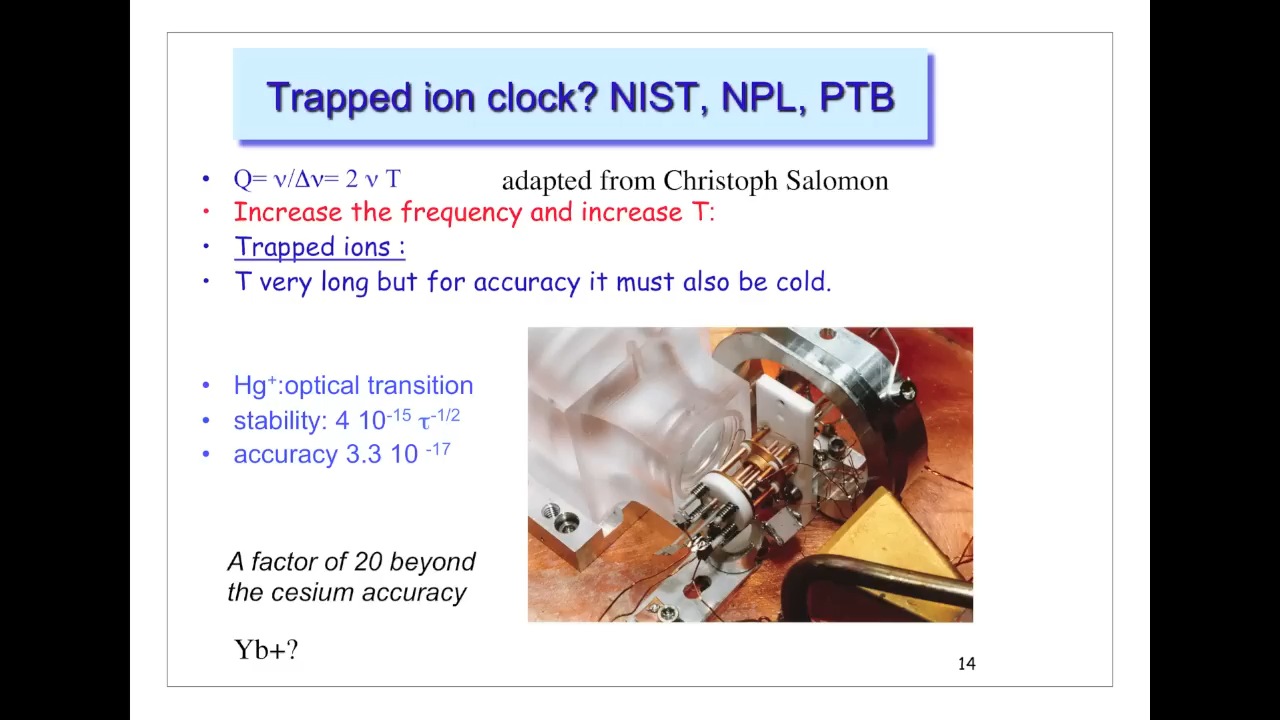 Trapped ion clock? NIST, NPL, PTB
• Q= ν/Δν= 2 ν T
adapted from Christoph Salomon
• Increase the frequency and increase T:
• Trapped ions :
• T very long but for accuracy it must also be cold.
• Hg⁺:optical transition
• stability: 4 10⁻¹⁵ τ⁻¹/²
• accuracy 3.3 10 ⁻¹⁷
A factor of 20 beyond
the cesium accuracy
Yb+?
14